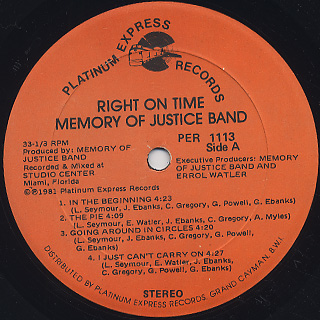 PLATINUM EXPRESS RECORDS
RIGHT ON TIME
MEMORY OF JUSTICE BAND
33-1/3 RPM
Produced by: MEMORY OF
JUSTICE BAND
Recorded & Mixed at
STUDIO CENTER
Miami, Florida
©℗1981 Platinum Express Records
PER 1113
Side A
Executive Producers: MEMORY
OF JUSTICE BAND AND
ERROL WATLER
1. IN THE BEGINNING 4:23
(L. Seymour, J. Ebanks, C. Gregory, G. Powell, G. Ebanks)
2. THE PIE 4:09
(L. Seymour, E. Watler, J. Ebanks, C. Gregory, A. Myles)
3. GOING AROUND IN CIRCLES 4:20
(L. Seymour, J. Ebanks, C. Gregory, G. Powell,
G. Ebanks)
4. I JUST CAN'T CARRY ON 4:27
(L. Seymour, E. Watler, J. Ebanks,
C. Gregory, G. Powell, G. Ebanks)
STEREO
DISTRIBUTED BY PLATINUM EXPRESS RECORDS, GRAND CAYMAN, B.W.I.